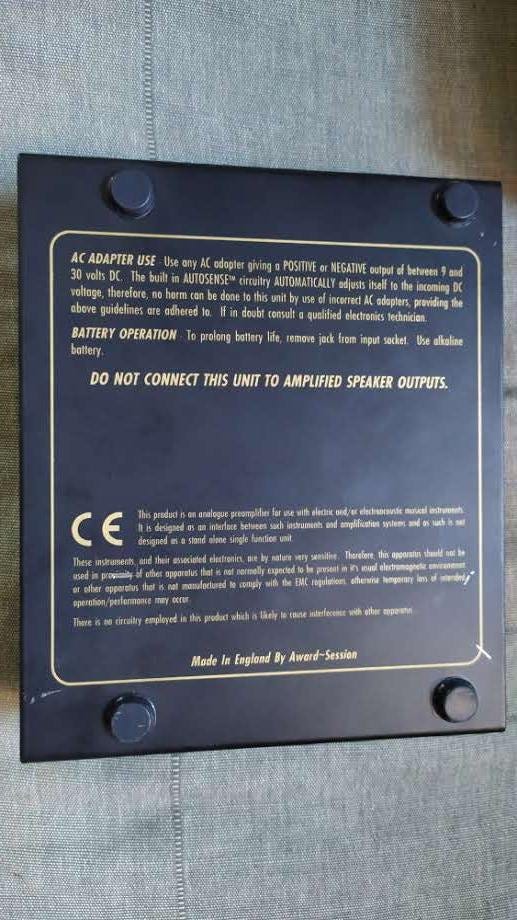 AC ADAPTER USE Use any AC adapter giving a POSITIVE or NEGATIVE output of between 9 and
30 volts DC. The built in AUTOSENSE™ circuitry AUTOMATICALLY adjusts itself to the incoming DC
voltage, therefore, no harm can be done to this unit by use of incorrect AC adapters, providing the
above guidelines are adhered to. If in doubt consult a qualified electronics technician.
BATTERY OPERATION To prolong battery life, remove jack from input socket. Use alkaline
battery.
DO NOT CONNECT THIS UNIT TO AMPLIFIED SPEAKER OUTPUTS.
CE
This product is an analogue preamplifier for use with electric and/or electroacoustic musical instruments.
It is designed as an interface between such instruments and amplification systems and as such is not
designed as a stand alone single function unit
These instruments, and their associated electronics, are by nature very sensitive. Therefore, this apparatus should not be
used in proximity of other apparatus that is not normally expected to be present in it's usual electromagnetic environment
or other apparatus that is not manufactured to comply with the EMC regulations, otherwise temporary loss of intended
operation/performance may occur.
There is no circuitry employed in this product which is likely to cause interference with other apparatus.
Made In England By Award~Session